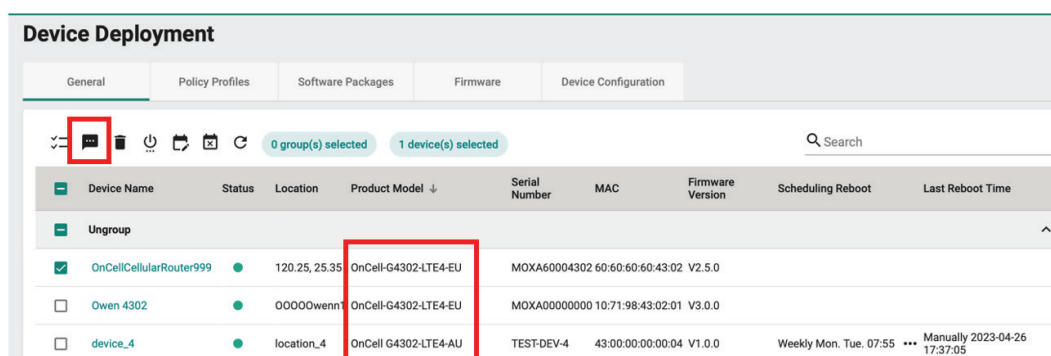 Device Deployment
General Policy Profiles Software Packages Firmware Device Configuration
0 group(s) selected 1 device(s) selected Search
Device Name Status Location Product Model Serial Number MAC Firmware Version Scheduling Reboot Last Reboot Time
Ungroup
OnCellCellularRouter999 120.25, 25.35 OnCell-G4302-LTE4-EU MOXA60004302 60:60:60:60:43:02 V2.5.0
Owen 4302 OOOOOwenn1 OnCell-G4302-LTE4-EU MOXA00000000 10:71:98:43:02:01 V3.0.0
device_4 location_4 OnCell G4302-LTE4-AU TEST-DEV-4 43:00:00:00:00:04 V1.0.0 Weekly Mon. Tue. 07:55 Manually 2023-04-26 17:37:05